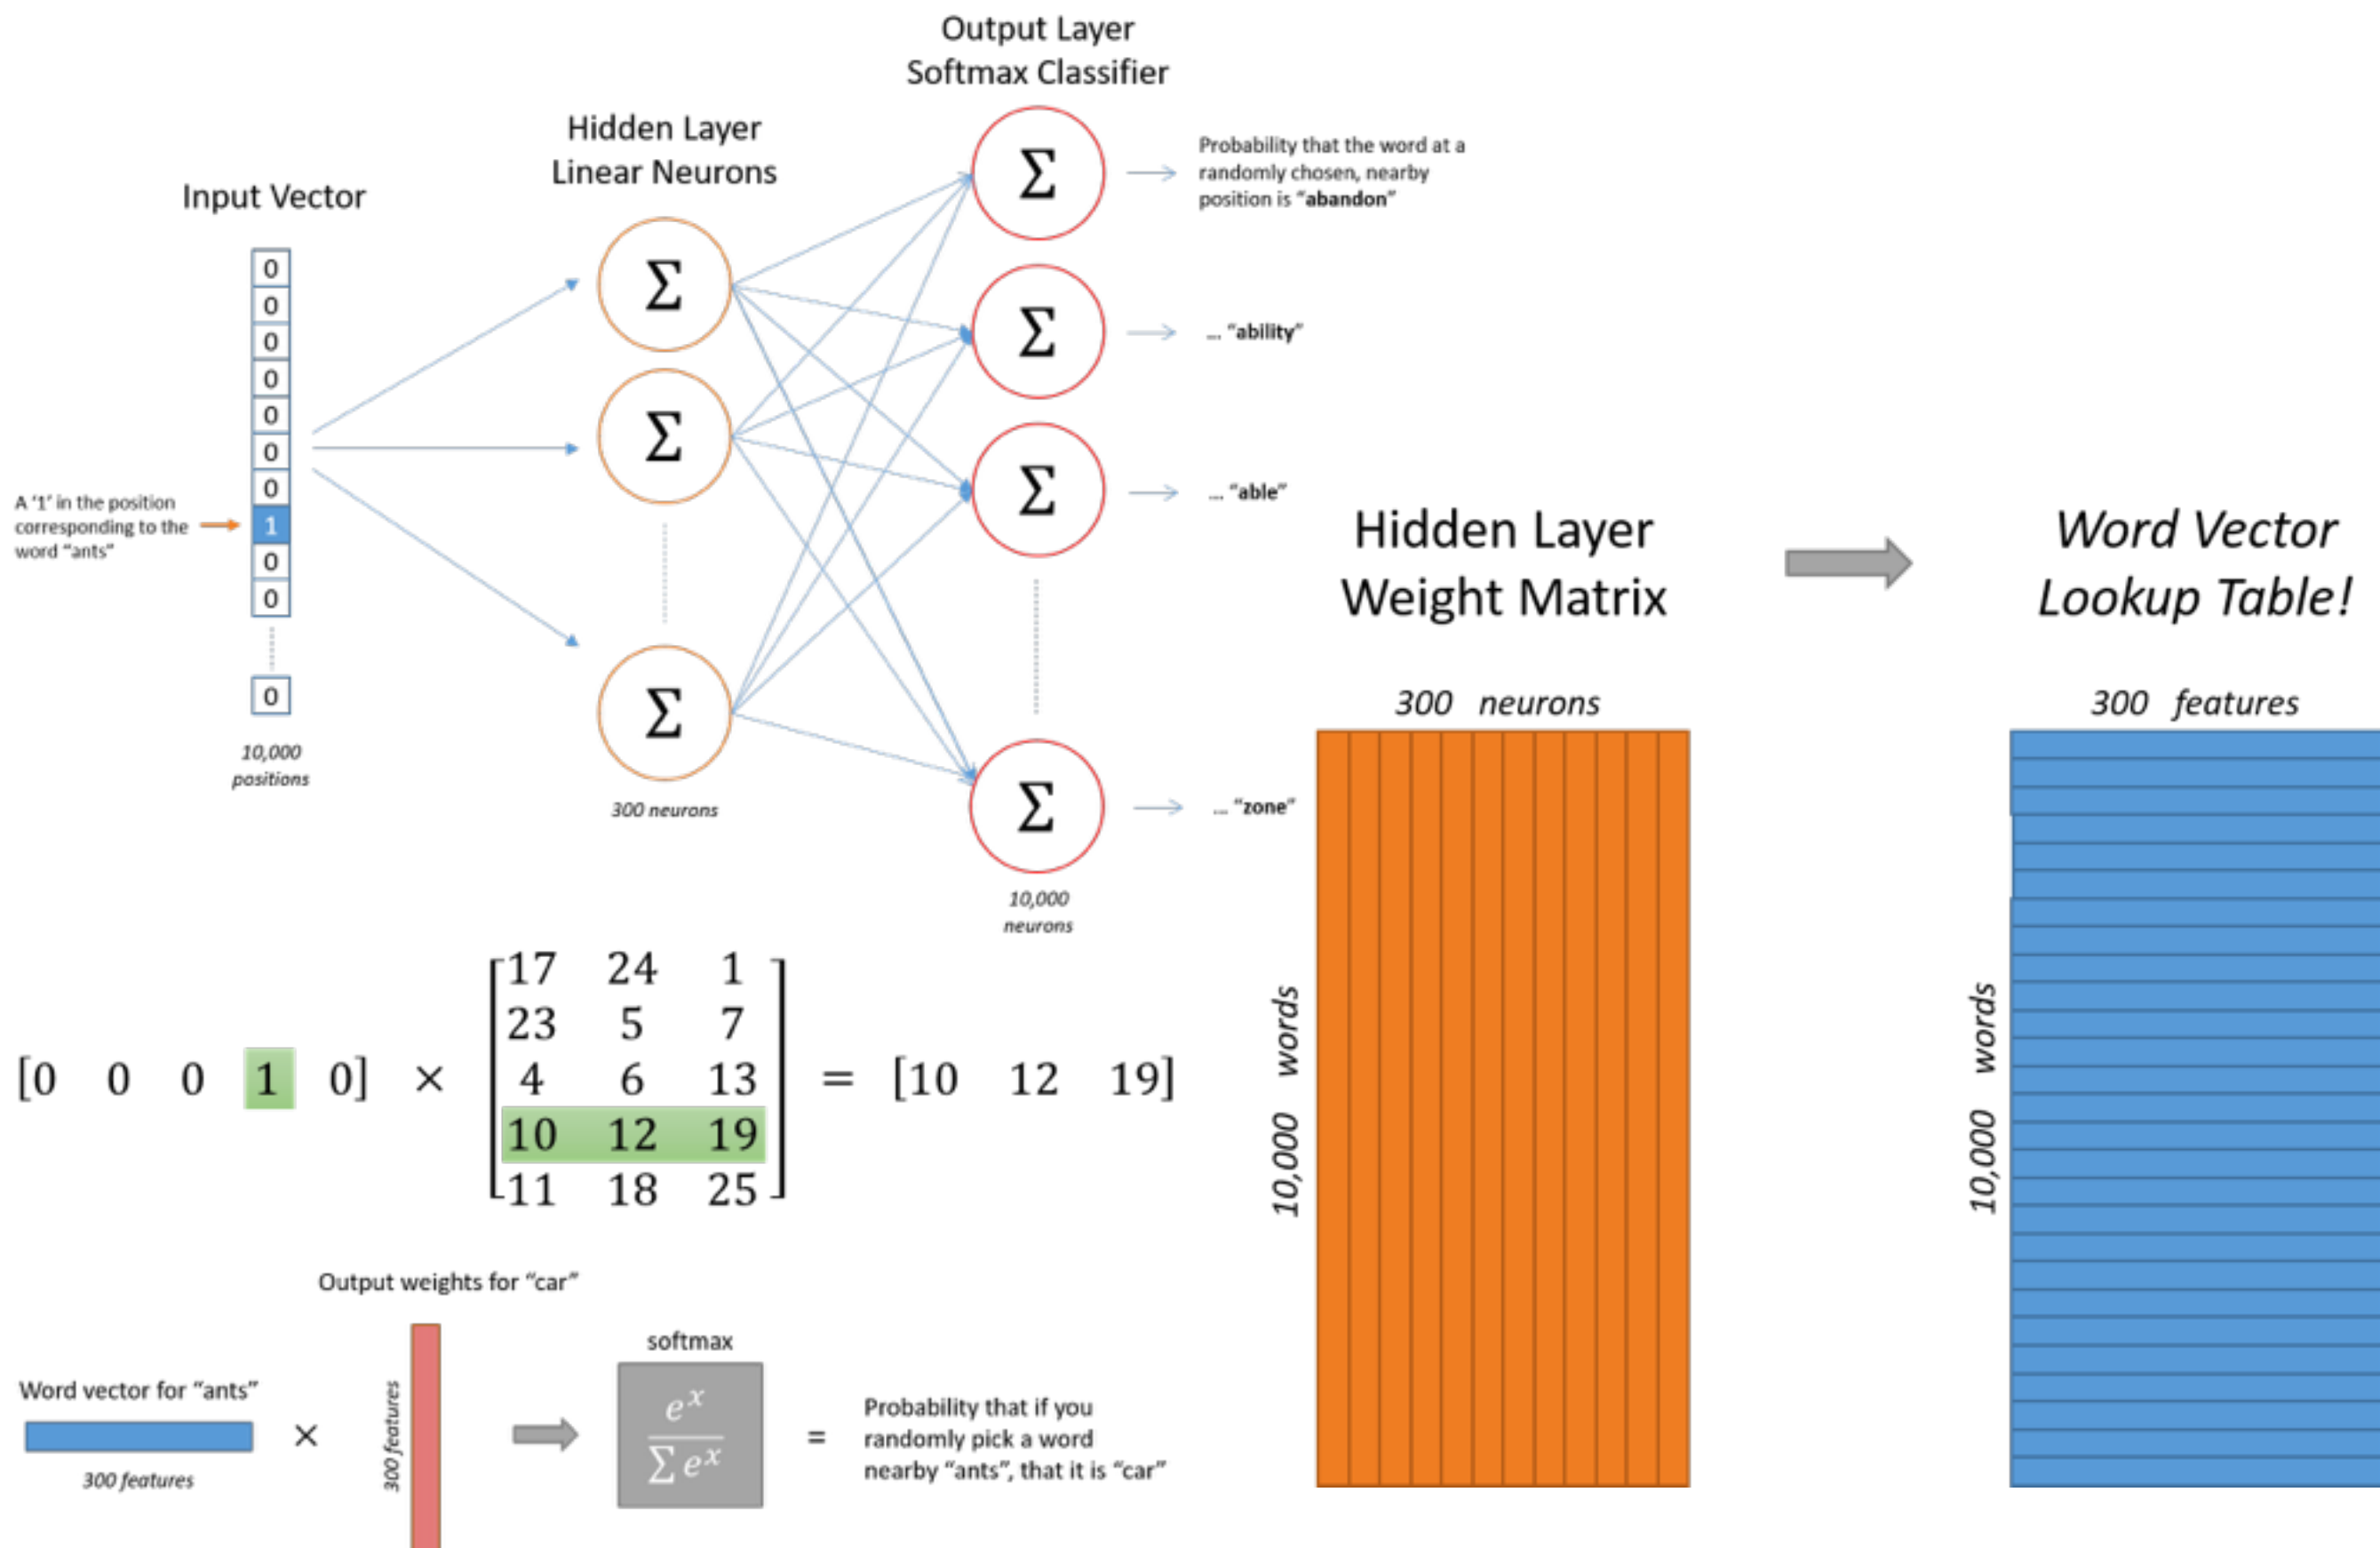 Output Layer
Softmax Classifier
Hidden Layer
Linear Neurons
Input Vector
0
0
0
0
0
0
0
1
0
0
0
A ‘1’ in the position
corresponding to the
word “ants”
10,000
positions
Σ
Σ
Σ
300 neurons
Σ
Σ
Σ
Σ
10,000
neurons
Probability that the word at a
randomly chosen, nearby
position is “abandon”
... “ability”
... “able”
... “zone”
[0 0 0 1 0] × = [10 12 19]
17 24 1
23 5 7
4 6 13
10 12 19
11 18 25
Output weights for “car”
Word vector for “ants”
300 features
×
300 features
softmax
e^x
∑ e^x
=
Probability that if you
randomly pick a word
nearby “ants”, that it is “car”
Hidden Layer
Weight Matrix
300 neurons
10,000 words
Word Vector
Lookup Table!
300 features
10,000 words